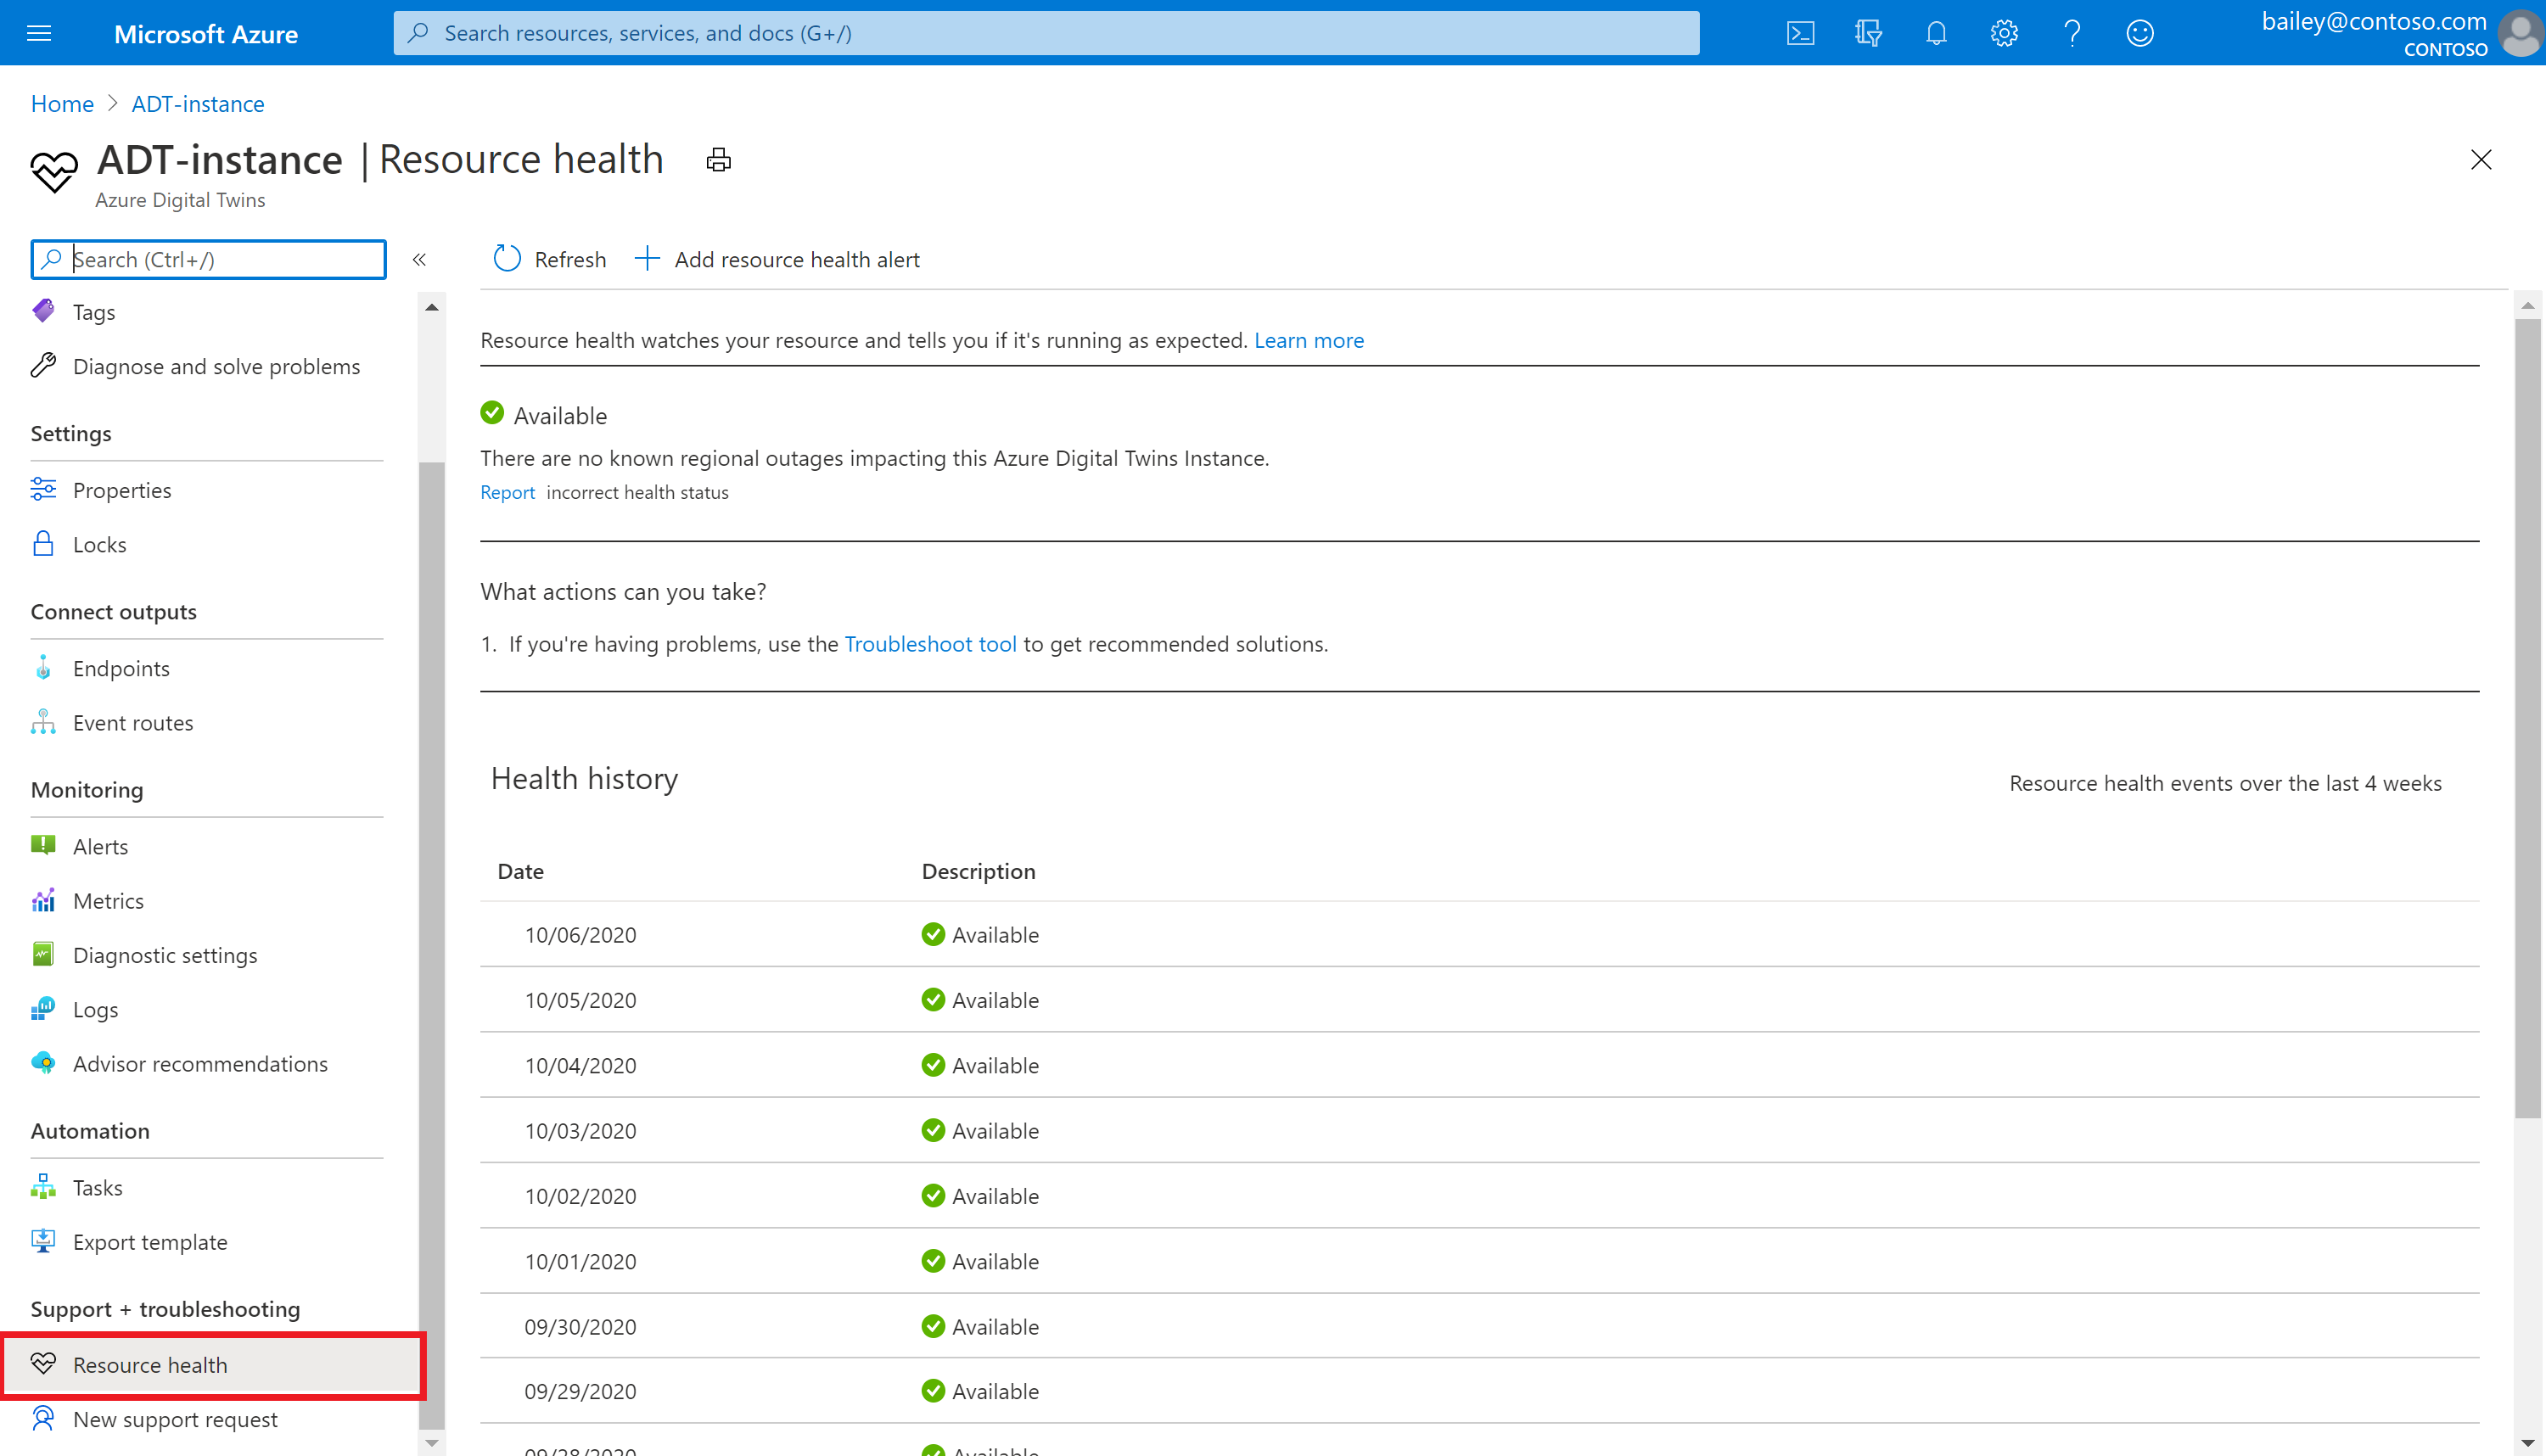 Microsoft Azure
Search resources, services, and docs (G+/)
bailey@contoso.com
CONTOSO
Home > ADT-instance
ADT-instance | Resource health
Azure Digital Twins
Search (Ctrl+/)
«
Refresh
Add resource health alert
Tags
Diagnose and solve problems
Settings
Properties
Locks
Connect outputs
Endpoints
Event routes
Monitoring
Alerts
Metrics
Diagnostic settings
Logs
Advisor recommendations
Automation
Tasks
Export template
Support + troubleshooting
Resource health
New support request
Resource health watches your resource and tells you if it's running as expected. Learn more
Available
There are no known regional outages impacting this Azure Digital Twins Instance.
Report incorrect health status
What actions can you take?
1. If you're having problems, use the Troubleshoot tool to get recommended solutions.
Health history
Resource health events over the last 4 weeks
Date Description
10/06/2020 Available
10/05/2020 Available
10/04/2020 Available
10/03/2020 Available
10/02/2020 Available
10/01/2020 Available
09/30/2020 Available
09/29/2020 Available
09/28/2020 Available